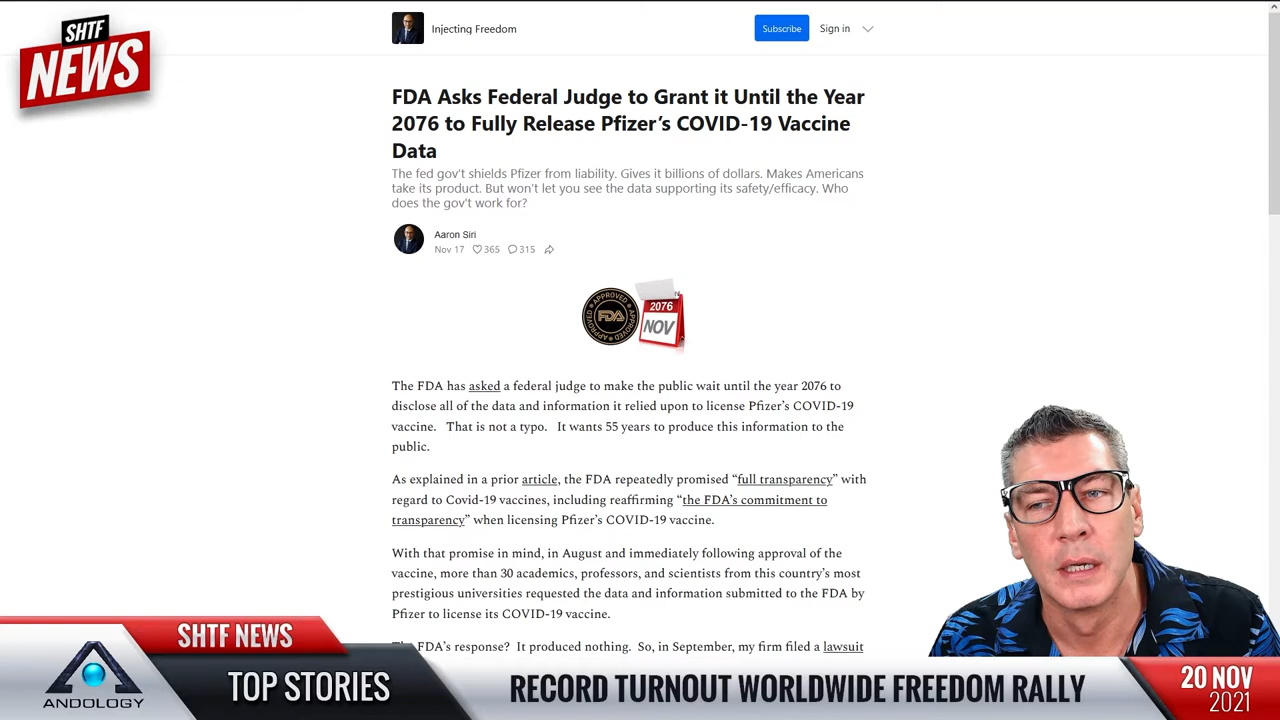 SHTF
NEWS
Injecting Freedom
Subscribe
Sign in
FDA Asks Federal Judge to Grant it Until the Year
2076 to Fully Release Pfizer’s COVID-19 Vaccine
Data
The fed gov't shields Pfizer from liability. Gives it billions of dollars. Makes Americans
take its product. But won't let you see the data supporting its safety/efficacy. Who
does the gov't work for?
Aaron Siri
Nov 17 365 315
APPROVED APPROVED APPROVED APPROVED
FDA
2076
NOV
The FDA has asked a federal judge to make the public wait until the year 2076 to
disclose all of the data and information it relied upon to license Pfizer’s COVID-19
vaccine. That is not a typo. It wants 55 years to produce this information to the
public.
As explained in a prior article, the FDA repeatedly promised “full transparency” with
regard to Covid-19 vaccines, including reaffirming “the FDA’s commitment to
transparency” when licensing Pfizer’s COVID-19 vaccine.
With that promise in mind, in August and immediately following approval of the
vaccine, more than 30 academics, professors, and scientists from this country’s most
prestigious universities requested the data and information submitted to the FDA by
Pfizer to license its COVID-19 vaccine.
FDA’s response? It produced nothing. So, in September, my firm filed a lawsuit
SHTF NEWS
ANDOLOGY
TOP STORIES
RECORD TURNOUT WORLDWIDE FREEDOM RALLY
20 NOV
2021